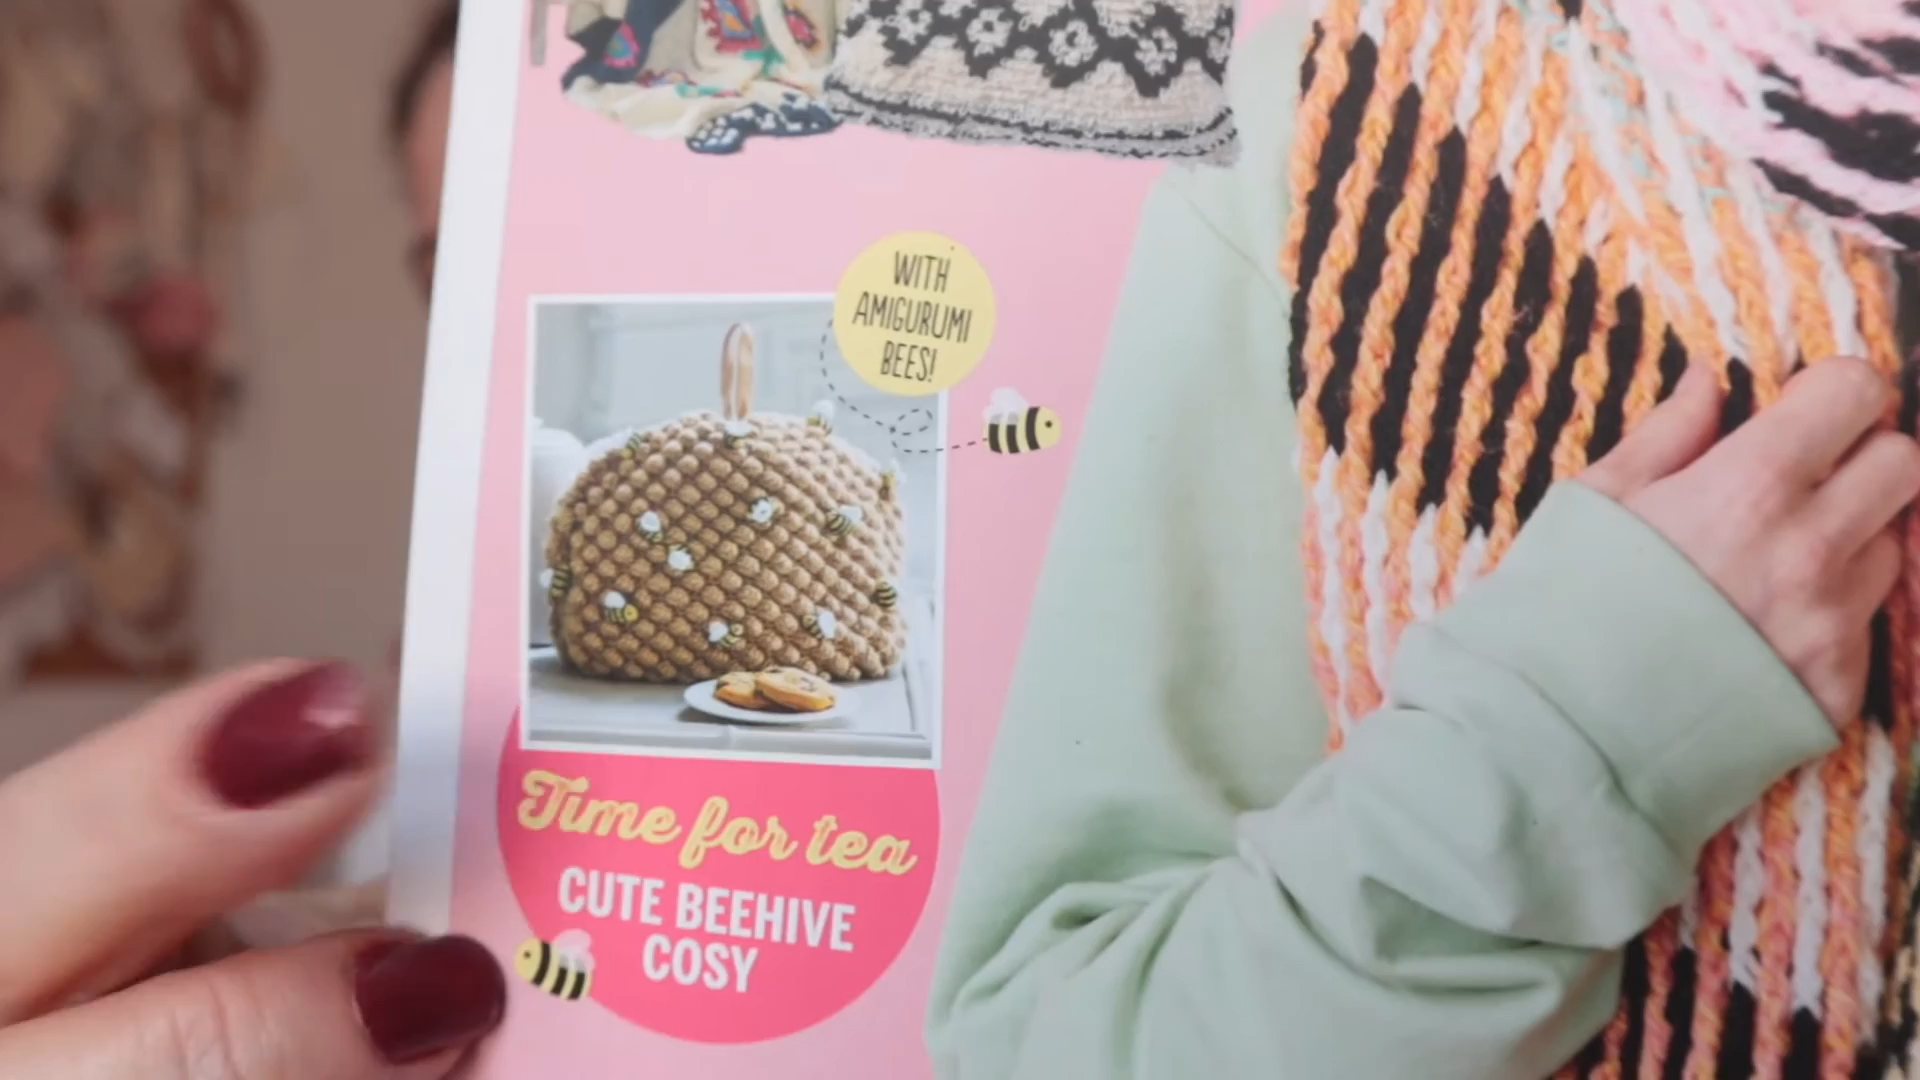 WITH
AMIGURUMI
BEES!
Time for tea
CUTE BEEHIVE
COSY